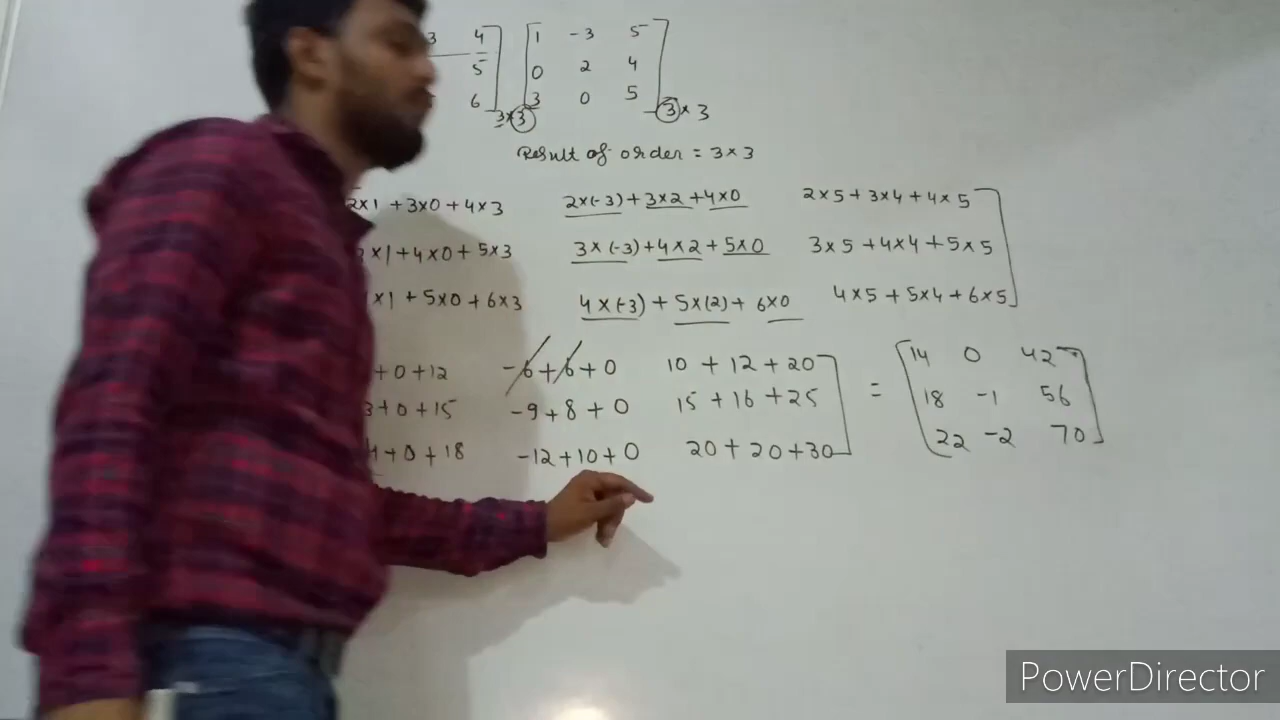 3 4 ] [ 1 -3 5 ]
5 0 2 4
6 3×3 3 0 5 3×3
Result of order = 3×3
2×1 + 3×0 + 4×3 2×(-3) + 3×2 + 4×0 2×5 + 3×4 + 4×5
×1 + 4×0 + 5×3 3×(-3) + 4×2 + 5×0 3×5 + 4×4 + 5×5
×1 + 5×0 + 6×3 4×(-3) + 5×(2) + 6×0 4×5 + 5×4 + 6×5
+ 0 + 12 -6 + 6 + 0 10 + 12 + 20 = [ 14 0 42 ]
3 + 0 + 15 -9 + 8 + 0 15 + 16 + 25 18 -1 56
4 + 0 + 18 -12 + 10 + 0 20 + 20 + 30 22 -2 70
PowerDirector